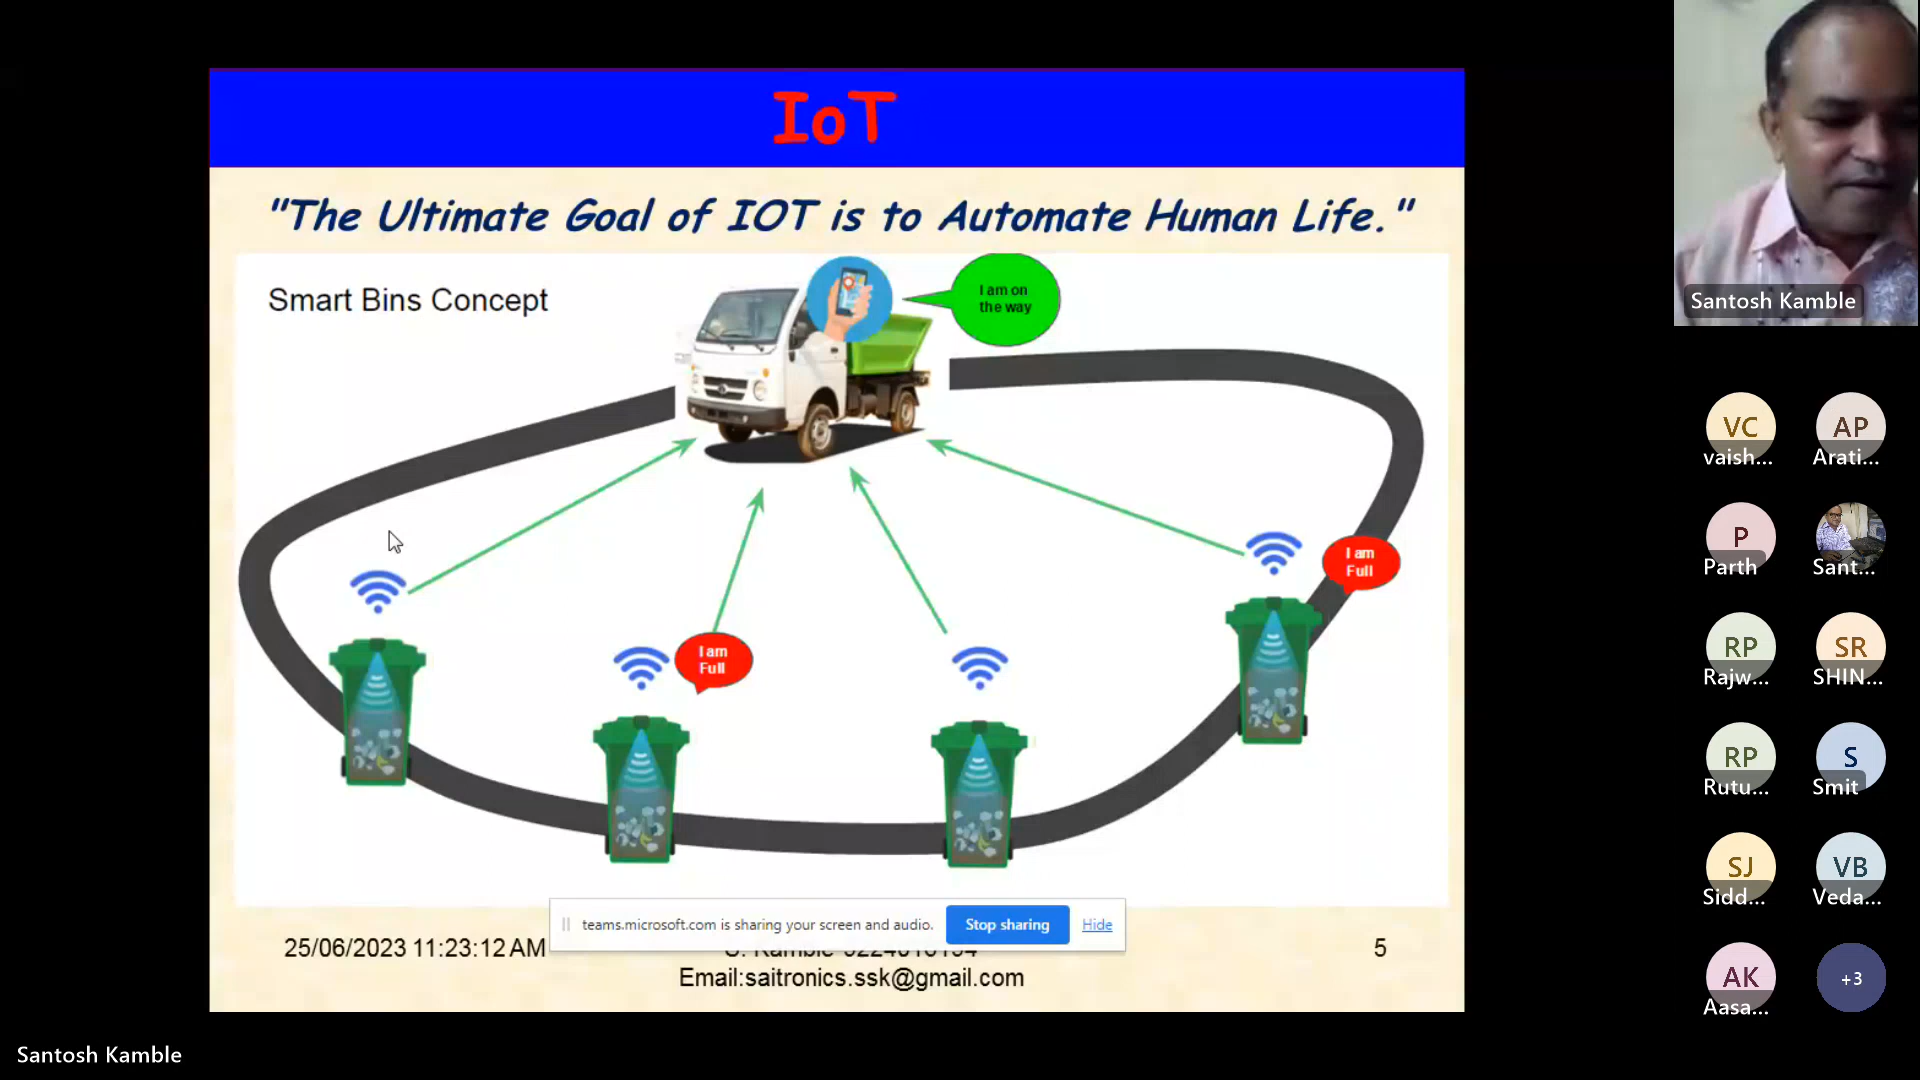 IoT
"The Ultimate Goal of IOT is to Automate Human Life."
Smart Bins Concept
I am on
the way
I am
Full
I am
Full
teams.microsoft.com is sharing your screen and audio.
Stop sharing
Hide
25/06/2023 11:23:12 AM
5
Email:saitronics.ssk@gmail.com
Santosh Kamble
VC
vaish...
AP
Arati...
P
Parth
Sant...
RP
Rajw...
SR
SHIN...
RP
Rutu...
S
Smit
SJ
Sidd...
VB
Veda...
AK
Aasa...
+3
Santosh Kamble